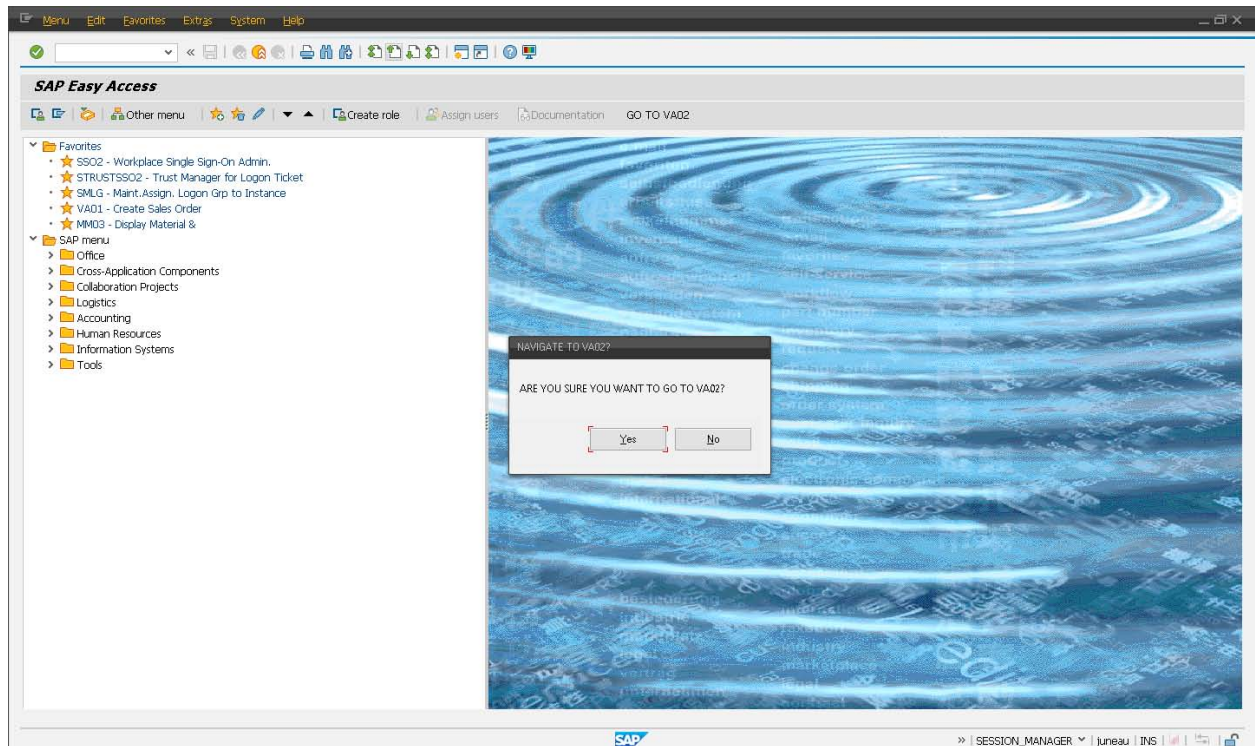 Menu Edit Favorites Extras System Help
SAP Easy Access
Other menu Create role Assign users Documentation GO TO VA02
Favorites
SSO2 - Workplace Single Sign-On Admin.
STRUSTSSO2 - Trust Manager for Logon Ticket
SMLG - Maint.Assign. Logon Grp to Instance
VA01 - Create Sales Order
MM03 - Display Material &
SAP menu
Office
Cross-Application Components
Collaboration Projects
Logistics
Accounting
Human Resources
Information Systems
Tools
NAVIGATE TO VA02?
ARE YOU SURE YOU WANT TO GO TO VA02?
Yes No
international
marketplace
SAP
SESSION_MANAGER juneau INS